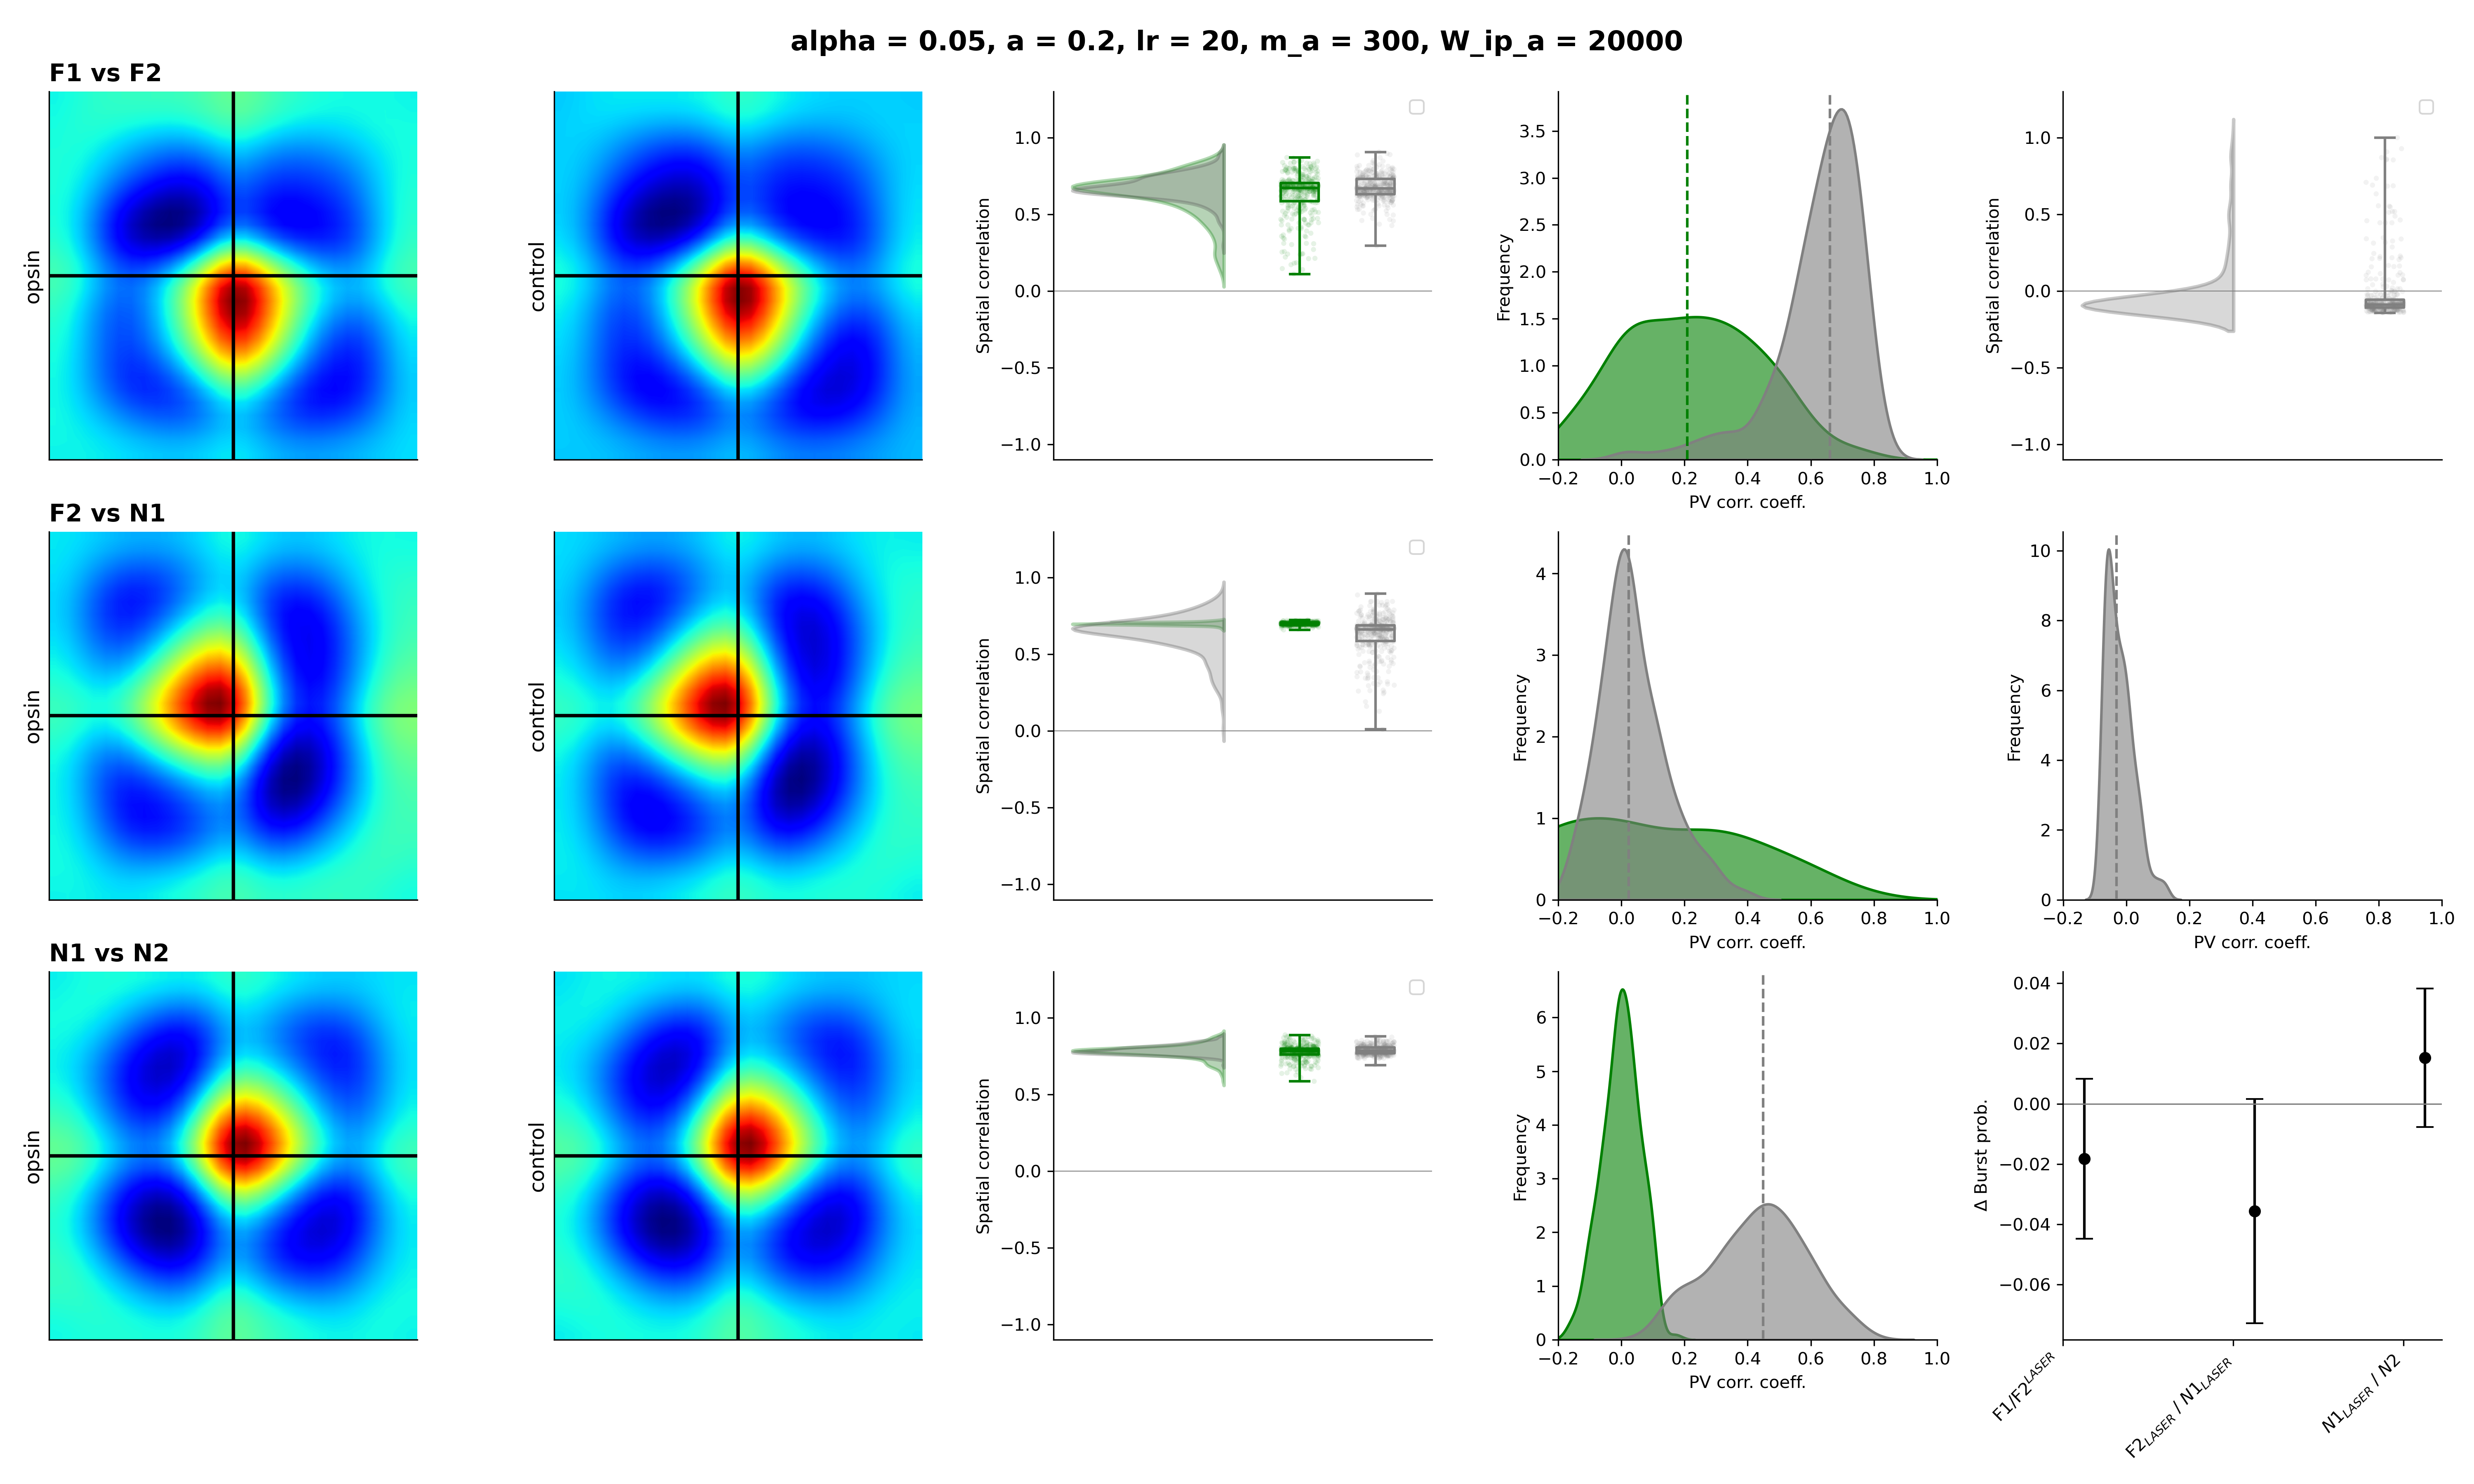 alpha = 0.05, a = 0.2, lr = 20, m_a = 300, W_ip_a = 20000
F1 vs F2
opsin
control
Spatial correlation
1.0
0.5
0.0
−0.5
−1.0
Frequency
3.5
3.0
2.5
2.0
1.5
1.0
0.5
0.0
−0.2 0.0 0.2 0.4 0.6 0.8 1.0
PV corr. coeff.
Spatial correlation
1.0
0.5
0.0
−0.5
−1.0
F2 vs N1
opsin
control
Spatial correlation
1.0
0.5
0.0
−0.5
−1.0
Frequency
4
3
2
1
0
−0.2 0.0 0.2 0.4 0.6 0.8 1.0
PV corr. coeff.
Frequency
10
8
6
4
2
0
−0.2 0.0 0.2 0.4 0.6 0.8 1.0
PV corr. coeff.
N1 vs N2
opsin
control
Spatial correlation
1.0
0.5
0.0
−0.5
−1.0
Frequency
6
5
4
3
2
1
0
−0.2 0.0 0.2 0.4 0.6 0.8 1.0
PV corr. coeff.
Δ Burst prob.
0.04
0.02
0.00
−0.02
−0.04
−0.06
F1/F2^LASER
F2_LASER / N1_LASER
N1_LASER / N2